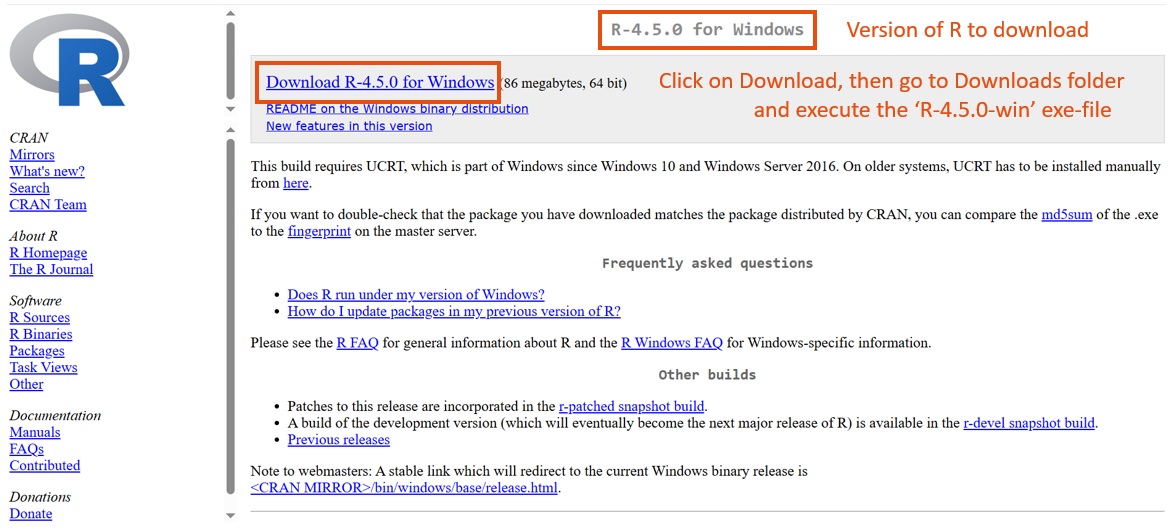 R
CRAN
Mirrors
What's new?
Search
CRAN Team
About R
R Homepage
The R Journal
Software
R Sources
R Binaries
Packages
Task Views
Other
Documentation
Manuals
FAQs
Contributed
Donations
Donate
R-4.5.0 for Windows
Version of R to download
Download R-4.5.0 for Windows (86 megabytes, 64 bit)
README on the Windows binary distribution
New features in this version
Click on Download, then go to Downloads folder
and execute the ‘R-4.5.0-win’ exe-file
This build requires UCRT, which is part of Windows since Windows 10 and Windows Server 2016. On older systems, UCRT has to be installed manually
from here.
If you want to double-check that the package you have downloaded matches the package distributed by CRAN, you can compare the md5sum of the .exe
to the fingerprint on the master server.
Frequently asked questions
• Does R run under my version of Windows?
• How do I update packages in my previous version of R?
Please see the R FAQ for general information about R and the R Windows FAQ for Windows-specific information.
Other builds
• Patches to this release are incorporated in the r-patched snapshot build.
• A build of the development version (which will eventually become the next major release of R) is available in the r-devel snapshot build.
• Previous releases
Note to webmasters: A stable link which will redirect to the current Windows binary release is
<CRAN MIRROR>/bin/windows/base/release.html.